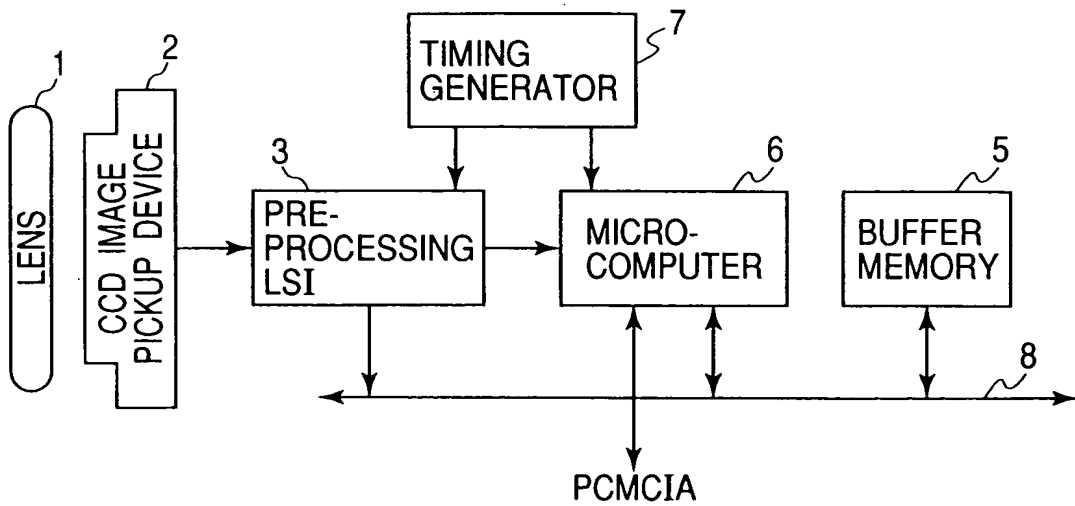 1
LENS
2
CCD IMAGE
PICKUP DEVICE
3
PRE-
PROCESSING
LSI
7
TIMING
GENERATOR
6
MICRO-
COMPUTER
5
BUFFER
MEMORY
8
PCMCIA